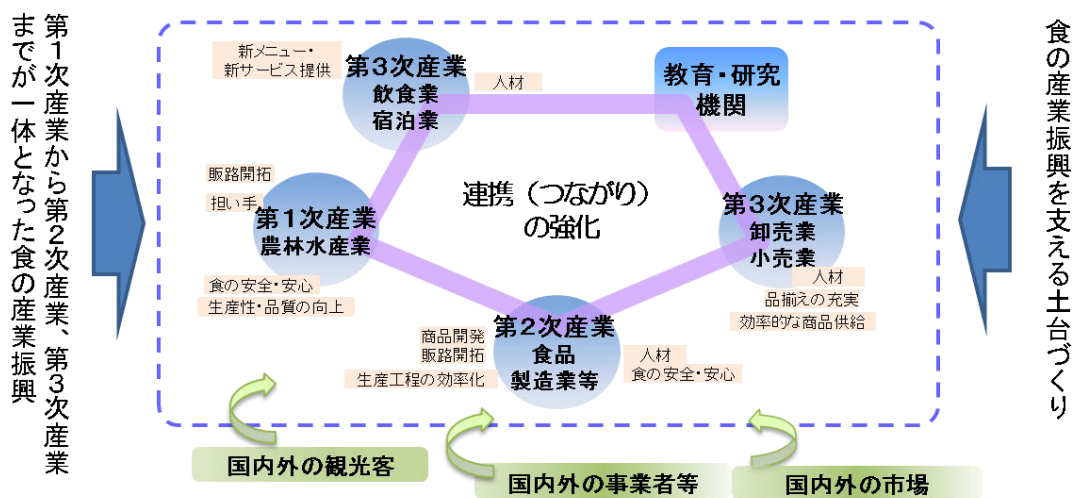 第1次産業から第2次産業、第3次産業
までが一体となった食の産業振興
新メニュー・
新サービス提供
第3次産業
飲食業
宿泊業
人材
教育・研究
機関
販路開拓
担い手
第1次産業
農林水産業
食の安全・安心
生産性・品質の向上
連携（つながり）
の強化
第3次産業
卸売業
小売業
人材
品揃えの充実
効率的な商品供給
商品開発
販路開拓
生産工程の効率化
第2次産業
食品
製造業等
人材
食の安全・安心
国内外の観光客
国内外の事業者等
国内外の市場
食の産業振興を支える土台づくり